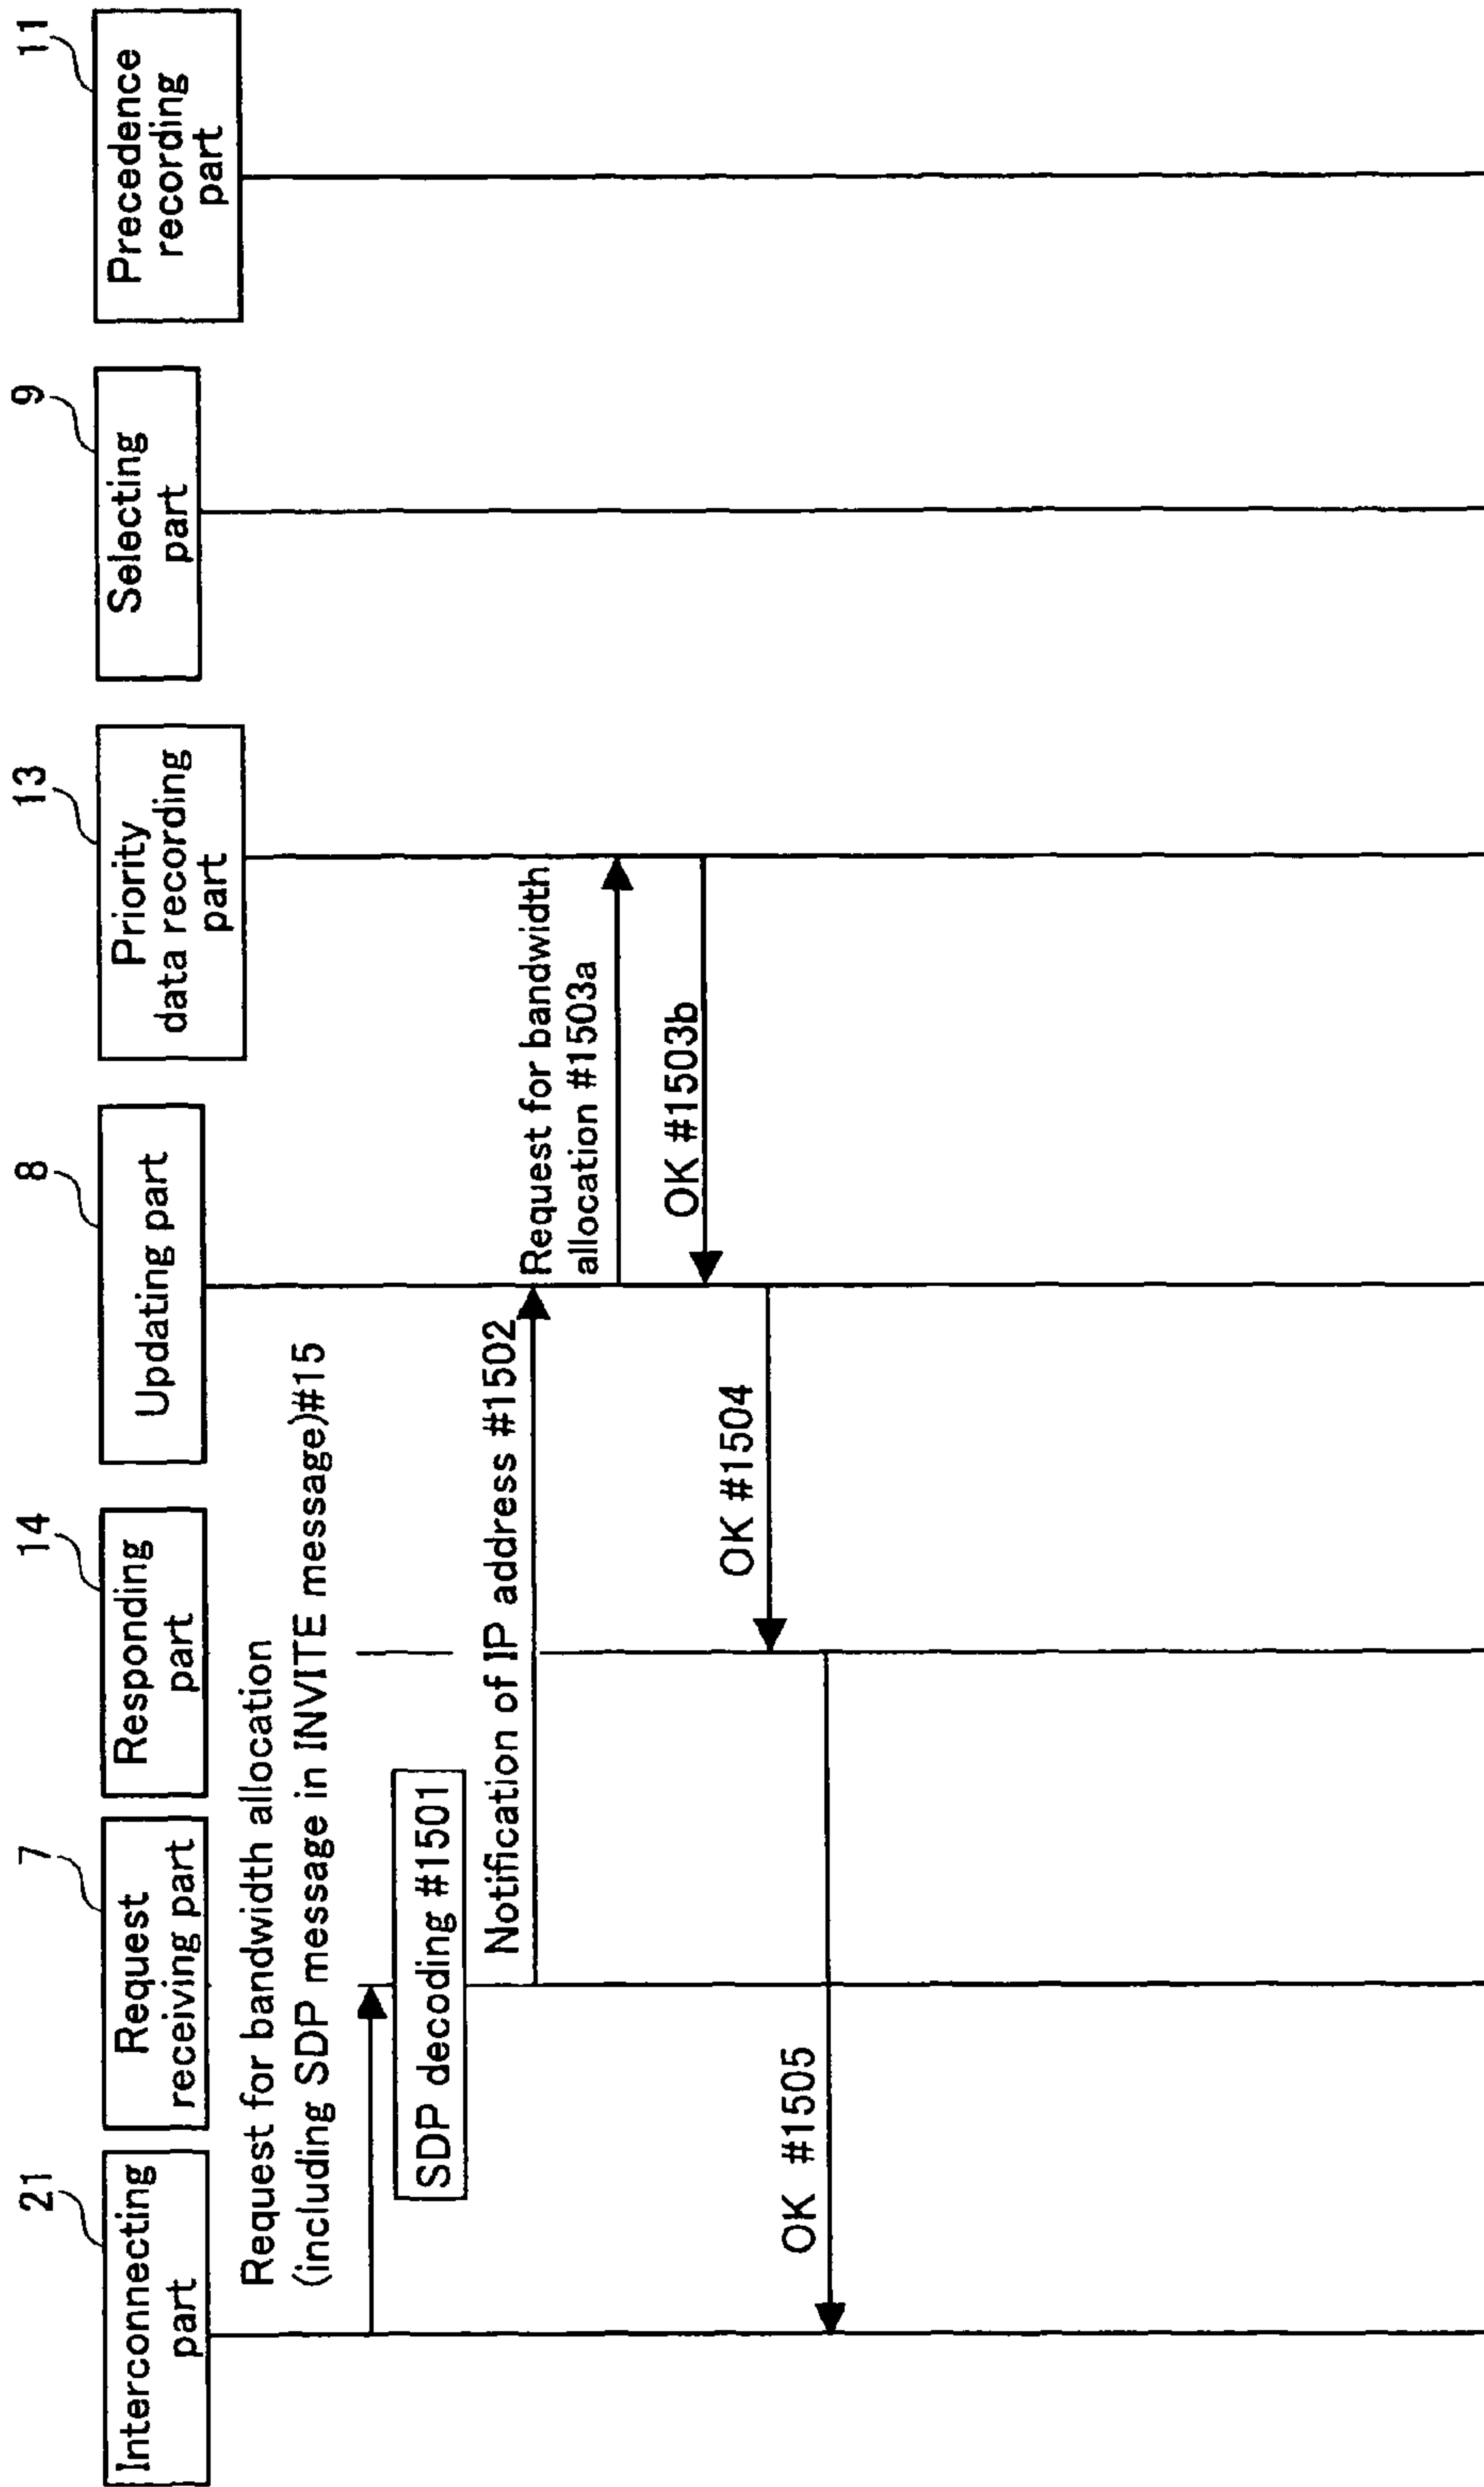 21
Interconnecting
part
7
Request
receiving part
14
Responding
part
8
Updating part
13
Priority
data recording
part
9
Selecting
part
11
Precedence
recording
part
Request for bandwidth allocation
(including SDP message in INVITE message)#15
SDP decoding #1501
Notification of IP address #1502
Request for bandwidth
allocation #1503a
OK #1503b
OK #1504
OK #1505